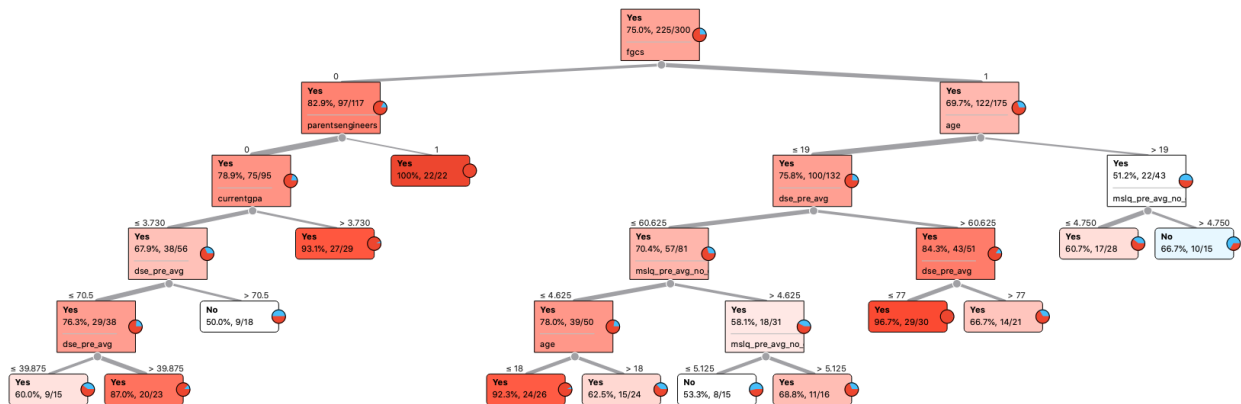 Yes
75.0%, 225/300
fgcs
0
1
Yes
82.9%, 97/117
parentsengineers
Yes
69.7%, 122/175
age
0
1
≤ 19
> 19
Yes
78.9%, 75/95
currentgpa
Yes
100%, 22/22
Yes
75.8%, 100/132
dse_pre_avg
Yes
51.2%, 22/43
mslq_pre_avg_no_
≤ 3.730
> 3.730
≤ 60.625
> 60.625
≤ 4.750
> 4.750
Yes
67.9%, 38/56
dse_pre_avg
Yes
93.1%, 27/29
Yes
70.4%, 57/81
mslq_pre_avg_no_
Yes
84.3%, 43/51
dse_pre_avg
Yes
60.7%, 17/28
No
66.7%, 10/15
≤ 70.5
> 70.5
≤ 4.625
> 4.625
≤ 77
> 77
Yes
76.3%, 29/38
dse_pre_avg
No
50.0%, 9/18
Yes
78.0%, 39/50
age
Yes
58.1%, 18/31
mslq_pre_avg_no_
Yes
96.7%, 29/30
Yes
66.7%, 14/21
≤ 39.875
> 39.875
≤ 18
> 18
≤ 5.125
> 5.125
Yes
60.0%, 9/15
Yes
87.0%, 20/23
Yes
92.3%, 24/26
Yes
62.5%, 15/24
No
53.3%, 8/15
Yes
68.8%, 11/16